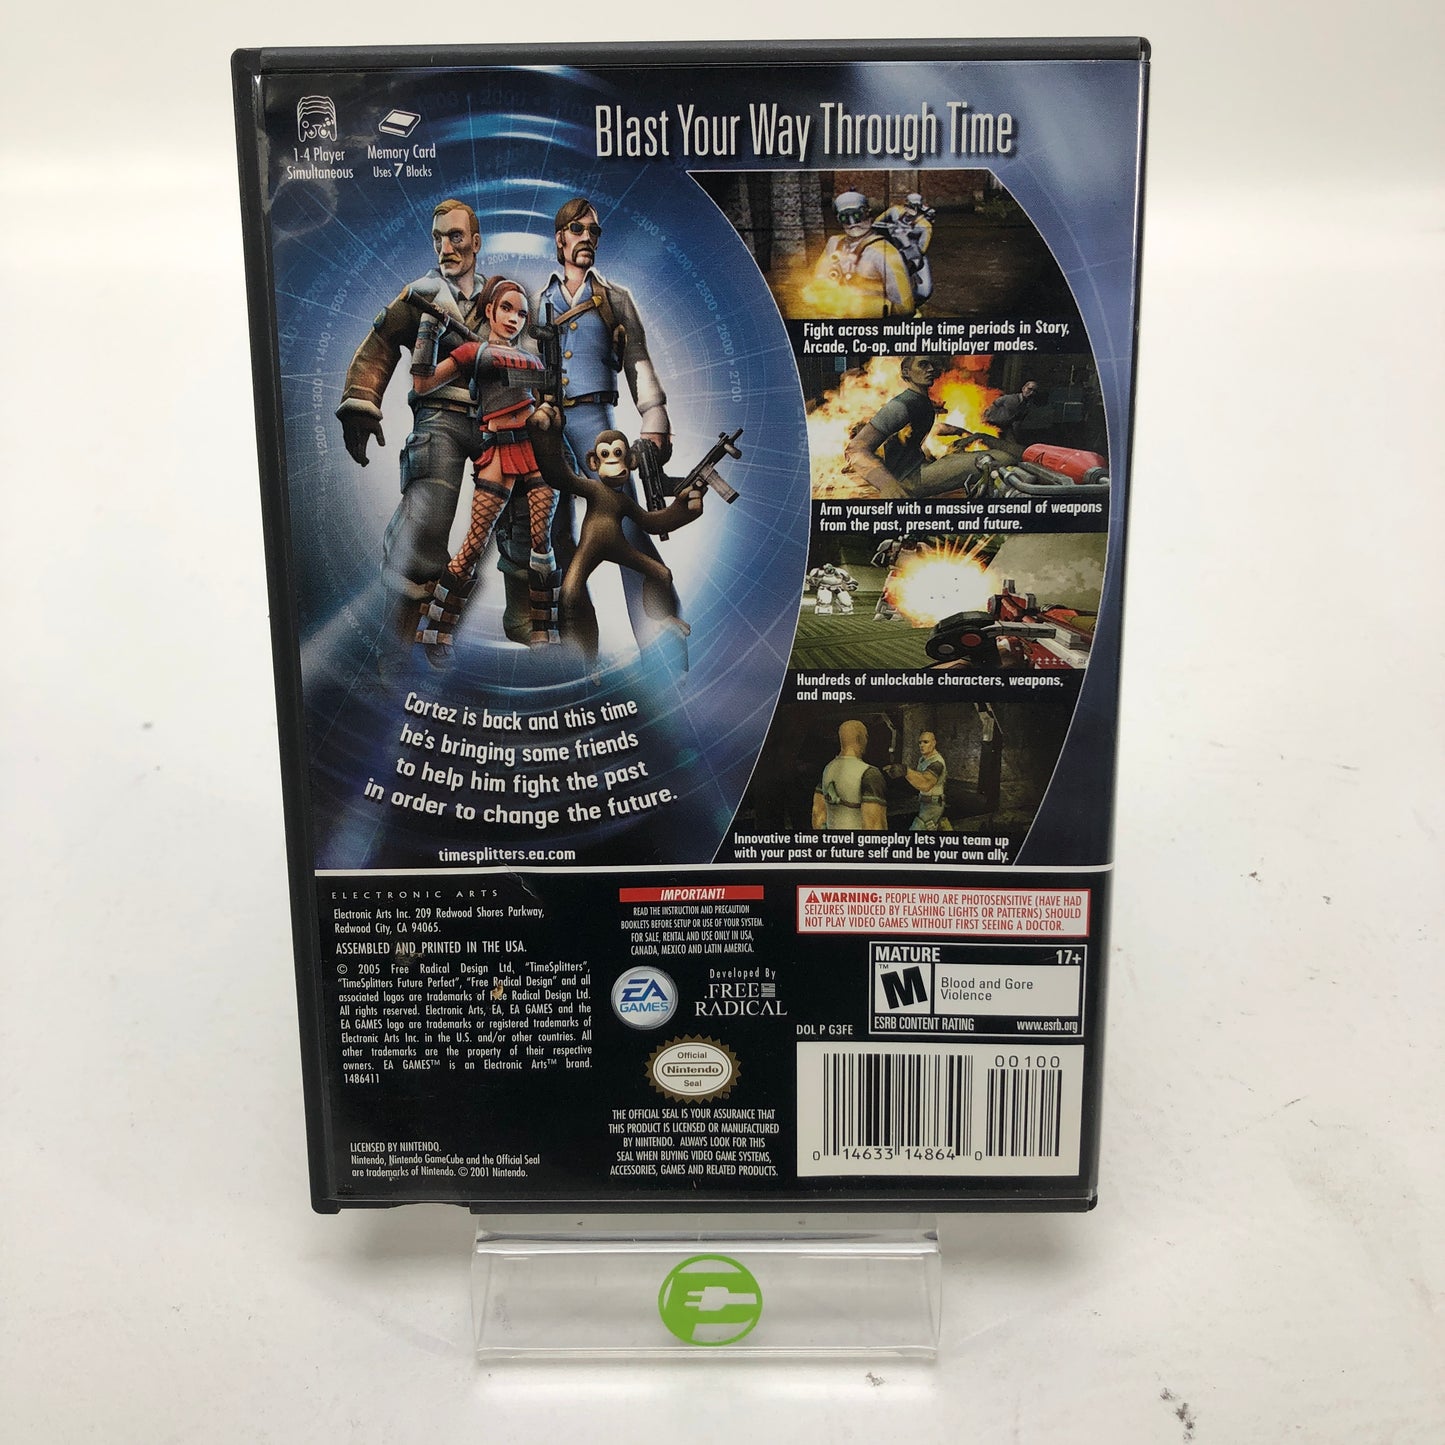 1-4 Player
Simultaneous
Memory Card
Uses 7 Blocks
Blast Your Way Through Time
Fight across multiple time periods in Story,
Arcade, Co-op, and Multiplayer modes.
Arm yourself with a massive arsenal of weapons
from the past, present, and future.
Hundreds of unlockable characters, weapons,
and maps.
Innovative time travel gameplay lets you team up
with your past or future self and be your own ally.
Cortez is back and this time
he's bringing some friends
to help him fight the past
in order to change the future.
timesplitters.ea.com
ELECTRONIC ARTS
Electronic Arts Inc. 209 Redwood Shores Parkway,
Redwood City, CA 94065.
ASSEMBLED AND PRINTED IN THE USA.
© 2005 Free Radical Design Ltd, "TimeSplitters",
"TimeSplitters Future Perfect", "Free Radical Design" and all
associated logos are trademarks of Free Radical Design Ltd.
All rights reserved. Electronic Arts, EA, EA GAMES and the
EA GAMES logo are trademarks or registered trademarks of
Electronic Arts Inc. in the U.S. and/or other countries. All
other trademarks are the property of their respective
owners. EA GAMES™ is an Electronic Arts™ brand.
1486411
LICENSED BY NINTENDO.
Nintendo, Nintendo GameCube and the Official Seal
are trademarks of Nintendo. © 2001 Nintendo.
IMPORTANT!
READ THE INSTRUCTION AND PRECAUTION
BOOKLETS BEFORE SETUP OR USE OF YOUR SYSTEM.
FOR SALE, RENTAL AND USE ONLY IN USA,
CANADA, MEXICO AND LATIN AMERICA.
EA
GAMES
Developed By
FREE
RADICAL
Official
Nintendo
Seal
THE OFFICIAL SEAL IS YOUR ASSURANCE THAT
THIS PRODUCT IS LICENSED OR MANUFACTURED
BY NINTENDO. ALWAYS LOOK FOR THIS
SEAL WHEN BUYING VIDEO GAME SYSTEMS,
ACCESSORIES, GAMES AND RELATED PRODUCTS.
WARNING: PEOPLE WHO ARE PHOTOSENSITIVE (HAVE HAD
SEIZURES INDUCED BY FLASHING LIGHTS OR PATTERNS) SHOULD
NOT PLAY VIDEO GAMES WITHOUT FIRST SEEING A DOCTOR.
MATURE 17+
M™
Blood and Gore
Violence
ESRB CONTENT RATING www.esrb.org
DOL P G3FE
00100
0 14633 14864 0